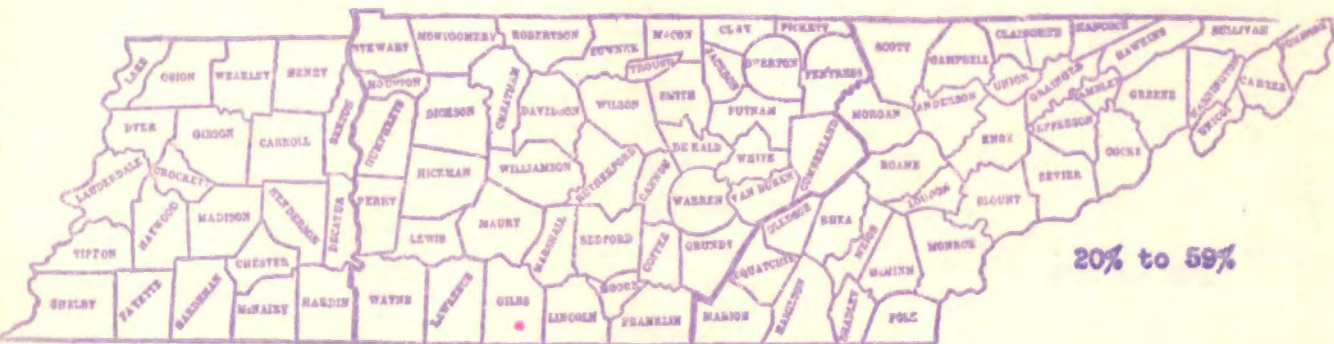 STEWART MONTGOMERY ROBERTSON SUMNER MACON CLAY PICKETT SCOTT CAMPBELL CLAIBORNE HANCOCK HAWKINS SULLIVAN JOHNSON
LAKE OBION WEAKLEY HENRY HOUSTON CHEATHAM TROUSDALE JACKSON OVERTON FENTRESS UNION GRAINGER HAMBLEN GREENE WASHINGTON CARTER UNICOI
DYER GIBSON CARROLL BENTON HUMPHREYS DICKSON DAVIDSON WILSON SMITH PUTNAM MORGAN ANDERSON KNOX JEFFERSON COCKE
LAUDERDALE CROCKETT HICKMAN WILLIAMSON RUTHERFORD CANNON DE KALB WHITE CUMBERLAND ROANE LOUDON BLOUNT SEVIER
TIPTON HAYWOOD MADISON HENDERSON DECATUR PERRY LEWIS MAURY MARSHALL BEDFORD COFFEE WARREN VAN BUREN BLEDSOE RHEA MEIGS MONROE
CHESTER MOORE GRUNDY SEQUATCHIE McMINN
20% to 59%
SHELBY FAYETTE HARDEMAN McNAIRY HARDIN WAYNE LAWRENCE GILES LINCOLN FRANKLIN MARION HAMILTON BRADLEY POLK